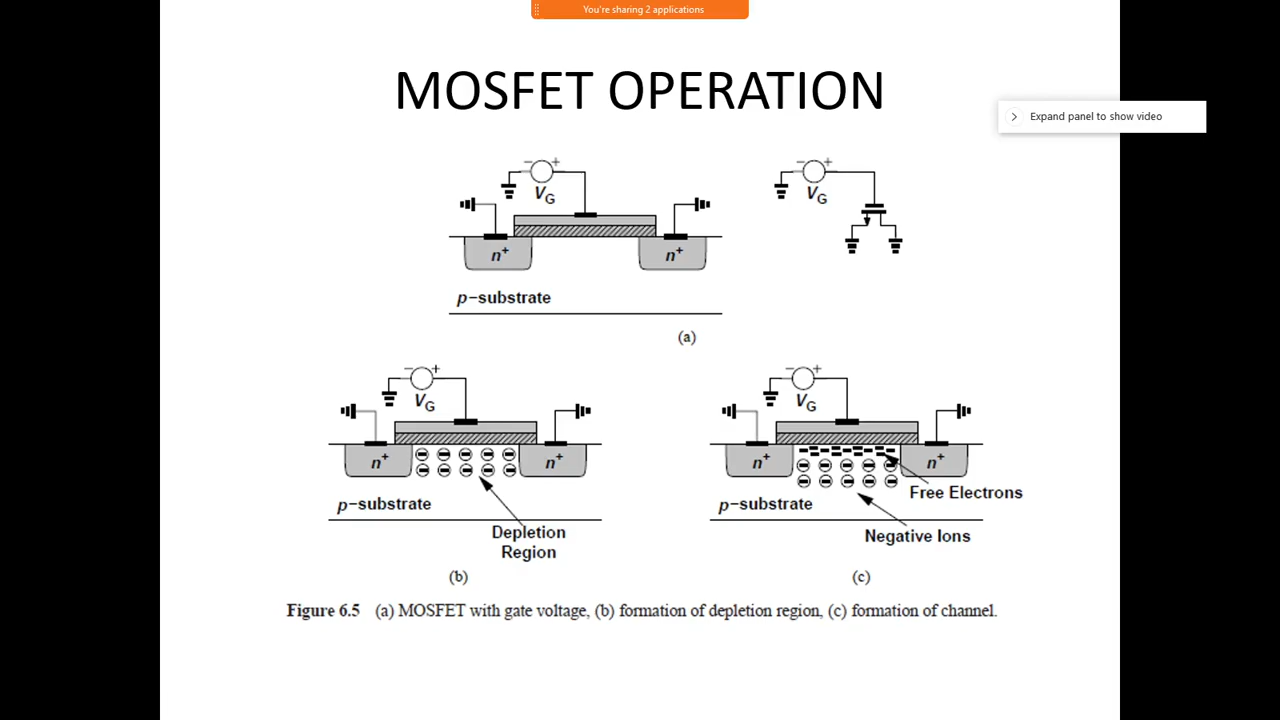 You're sharing 2 applications
MOSFET OPERATION
Expand panel to show video
− +
V_G
n+
n+
p−substrate
(a)
− +
V_G
− +
V_G
n+
n+
p−substrate
Depletion
Region
(b)
− +
V_G
n+
n+
p−substrate
Free Electrons
Negative Ions
(c)
Figure 6.5 (a) MOSFET with gate voltage, (b) formation of depletion region, (c) formation of channel.